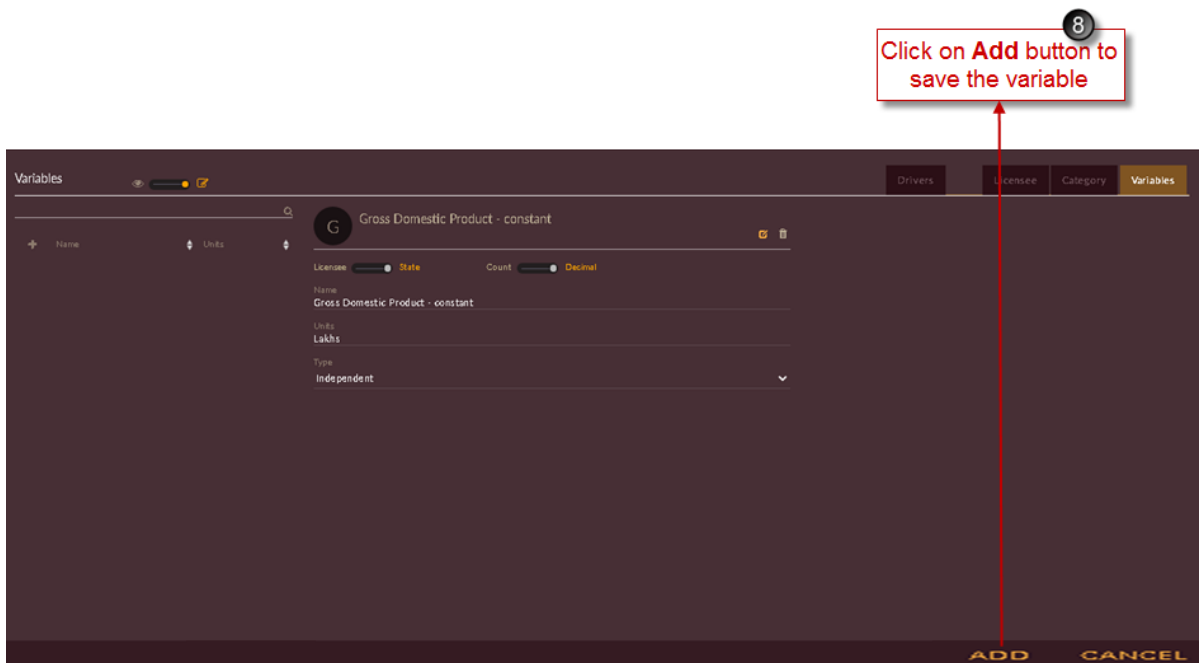 8
Click on Add button to
save the variable
Variables
Drivers
Licensee
Category
Variables
Name
Units
G
Gross Domestic Product - constant
Licensee
State
Count
Decimal
Name
Gross Domestic Product - constant
Units
Lakhs
Type
Independent
ADD
CANCEL